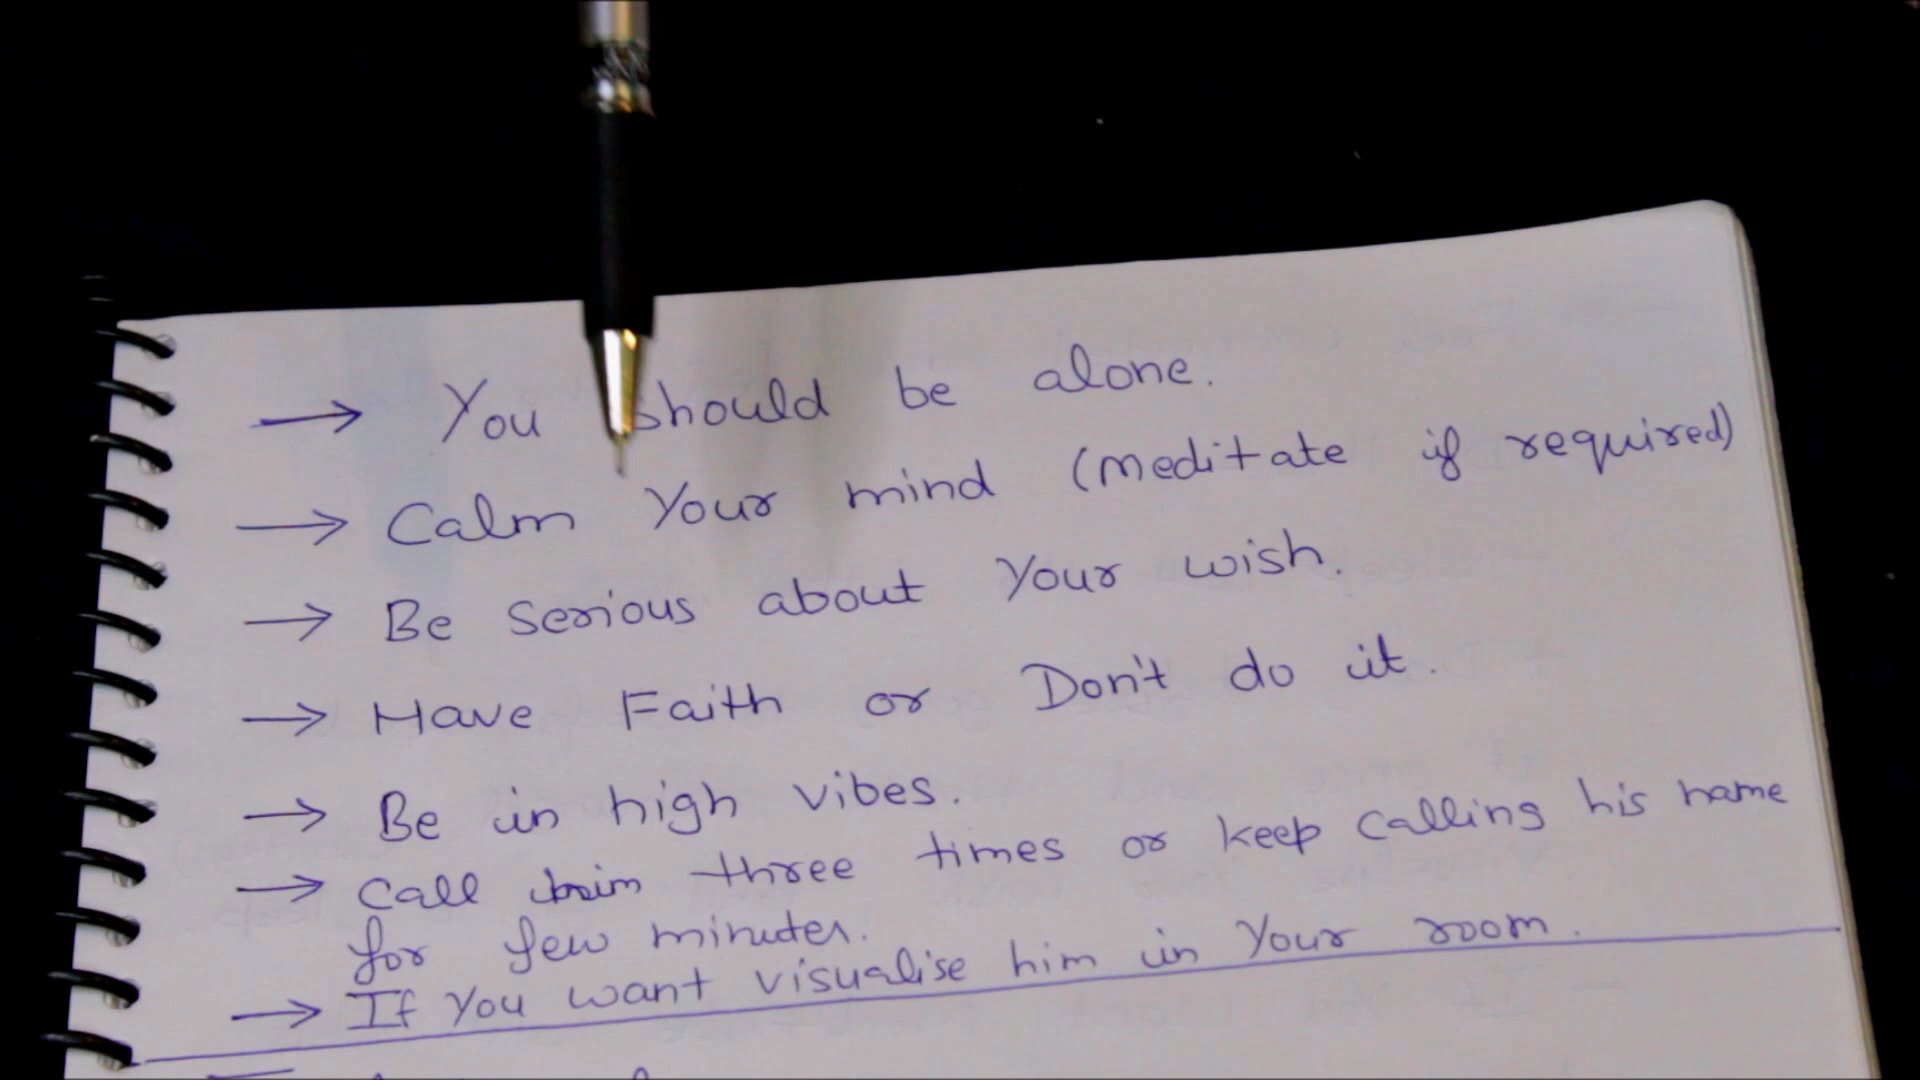 → You should be alone.
→ Calm Your mind (Meditate if required)
→ Be Serious about Your wish.
→ Have Faith or Don't do it.
→ Be in high vibes.
→ Call him three times or keep calling his name
for few minutes.
→ If You want visualise him in Your room.